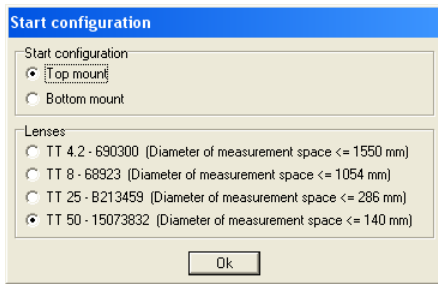 Start configuration
Start configuration
Top mount
Bottom mount
Lenses
TT 4.2 - 690300 (Diameter of measurement space <= 1550 mm)
TT 8 - 68923 (Diameter of measurement space <= 1054 mm)
TT 25 - B213459 (Diameter of measurement space <= 286 mm)
TT 50 - 15073832 (Diameter of measurement space <= 140 mm)
Ok